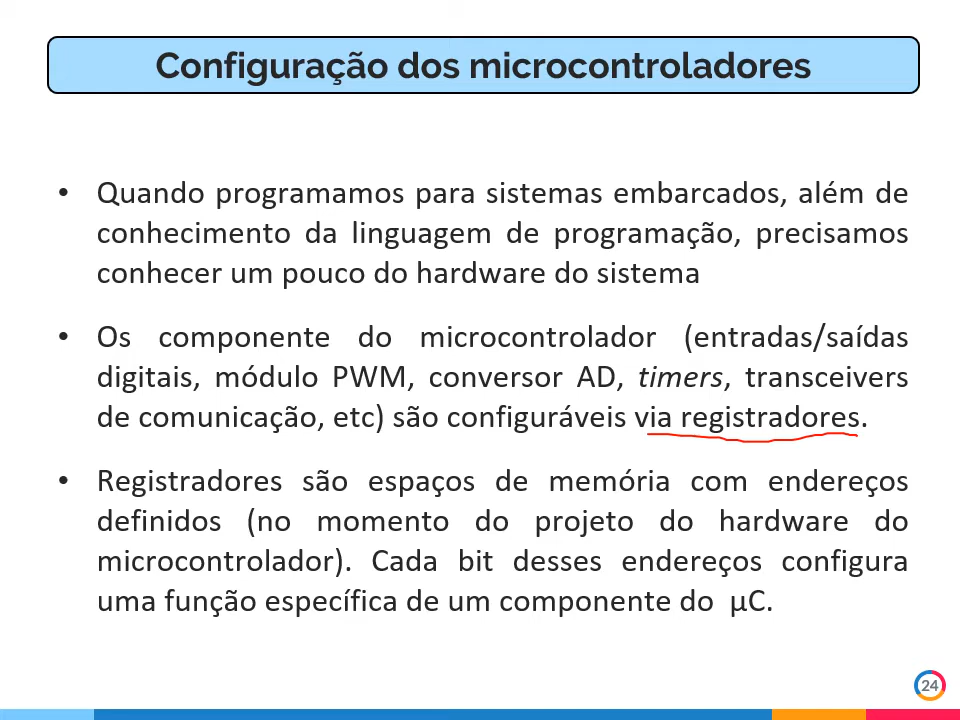 Configuração dos microcontroladores
• Quando programamos para sistemas embarcados, além de
conhecimento da linguagem de programação, precisamos
conhecer um pouco do hardware do sistema
• Os componente do microcontrolador (entradas/saídas
digitais, módulo PWM, conversor AD, timers, transceivers
de comunicação, etc) são configuráveis via registradores.
• Registradores são espaços de memória com endereços
definidos (no momento do projeto do hardware do
microcontrolador). Cada bit desses endereços configura
uma função específica de um componente do µC.
24